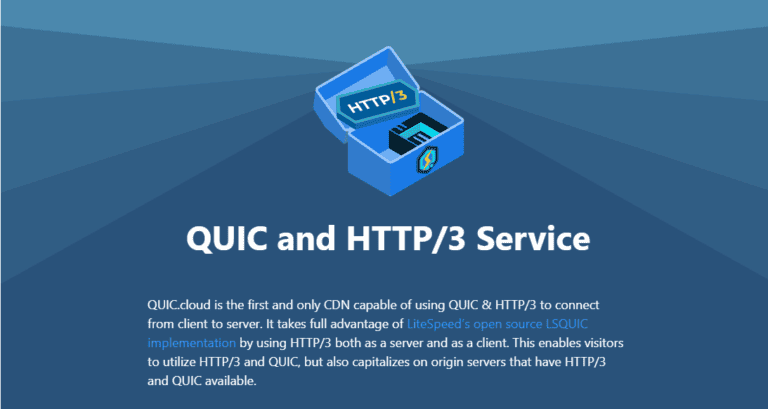 HTTP/3
QUIC and HTTP/3 Service
QUIC.cloud is the first and only CDN capable of using QUIC & HTTP/3 to connect
from client to server. It takes full advantage of LiteSpeed's open source LSQUIC
implementation by using HTTP/3 both as a server and as a client. This enables visitors
to utilize HTTP/3 and QUIC, but also capitalizes on origin servers that have HTTP/3
and QUIC available.